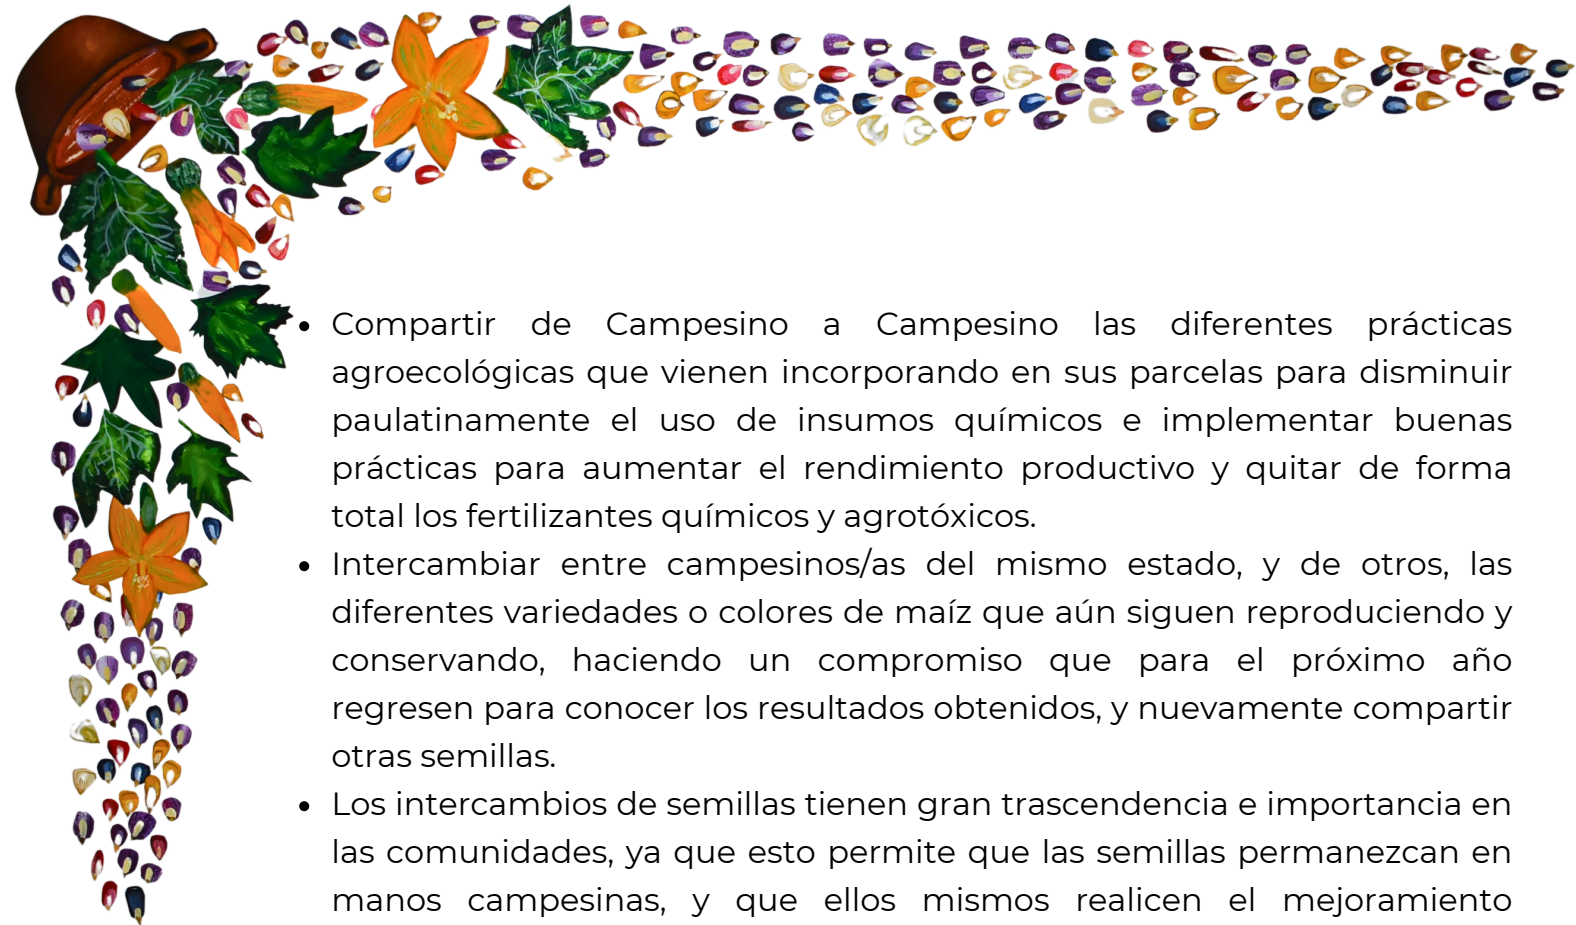 • Compartir de Campesino a Campesino las diferentes prácticas
agroecológicas que vienen incorporando en sus parcelas para disminuir
paulatinamente el uso de insumos químicos e implementar buenas
prácticas para aumentar el rendimiento productivo y quitar de forma
total los fertilizantes químicos y agrotóxicos.
• Intercambiar entre campesinos/as del mismo estado, y de otros, las
diferentes variedades o colores de maíz que aún siguen reproduciendo y
conservando, haciendo un compromiso que para el próximo año
regresen para conocer los resultados obtenidos, y nuevamente compartir
otras semillas.
• Los intercambios de semillas tienen gran trascendencia e importancia en
las comunidades, ya que esto permite que las semillas permanezcan en
manos campesinas, y que ellos mismos realicen el mejoramiento